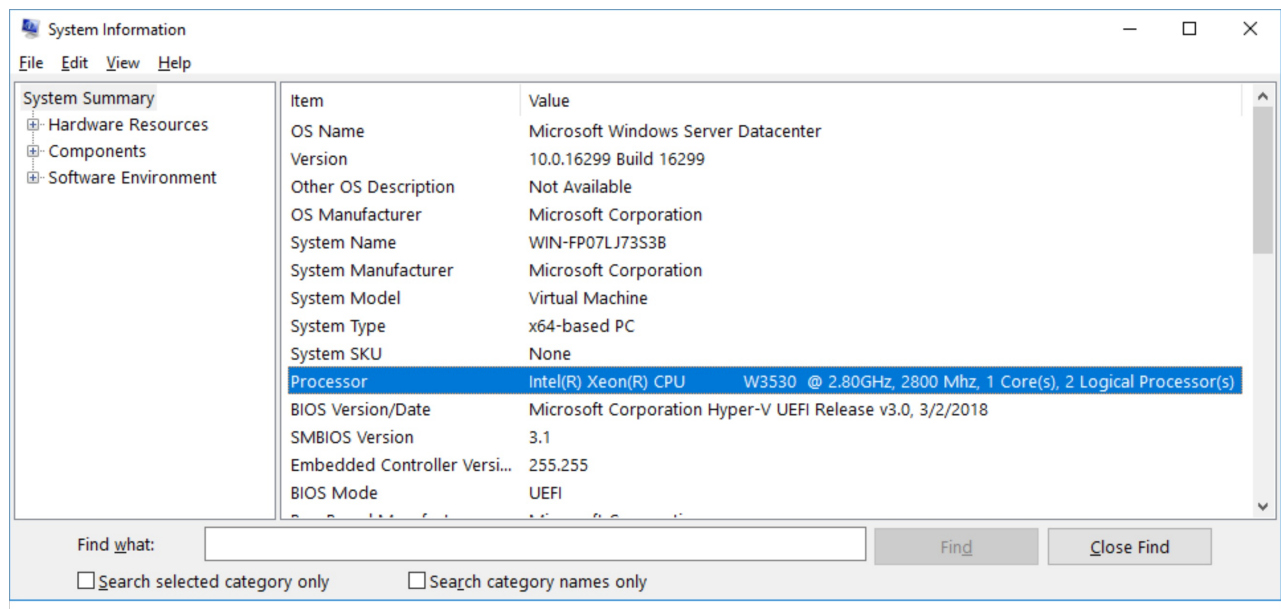 System Information
File Edit View Help
System Summary
Hardware Resources
Components
Software Environment
Item Value
OS Name Microsoft Windows Server Datacenter
Version 10.0.16299 Build 16299
Other OS Description Not Available
OS Manufacturer Microsoft Corporation
System Name WIN-FP07LJ73S3B
System Manufacturer Microsoft Corporation
System Model Virtual Machine
System Type x64-based PC
System SKU None
Processor Intel(R) Xeon(R) CPU W3530 @ 2.80GHz, 2800 Mhz, 1 Core(s), 2 Logical Processor(s)
BIOS Version/Date Microsoft Corporation Hyper-V UEFI Release v3.0, 3/2/2018
SMBIOS Version 3.1
Embedded Controller Versi... 255.255
BIOS Mode UEFI
Find what:
Find
Close Find
Search selected category only
Search category names only